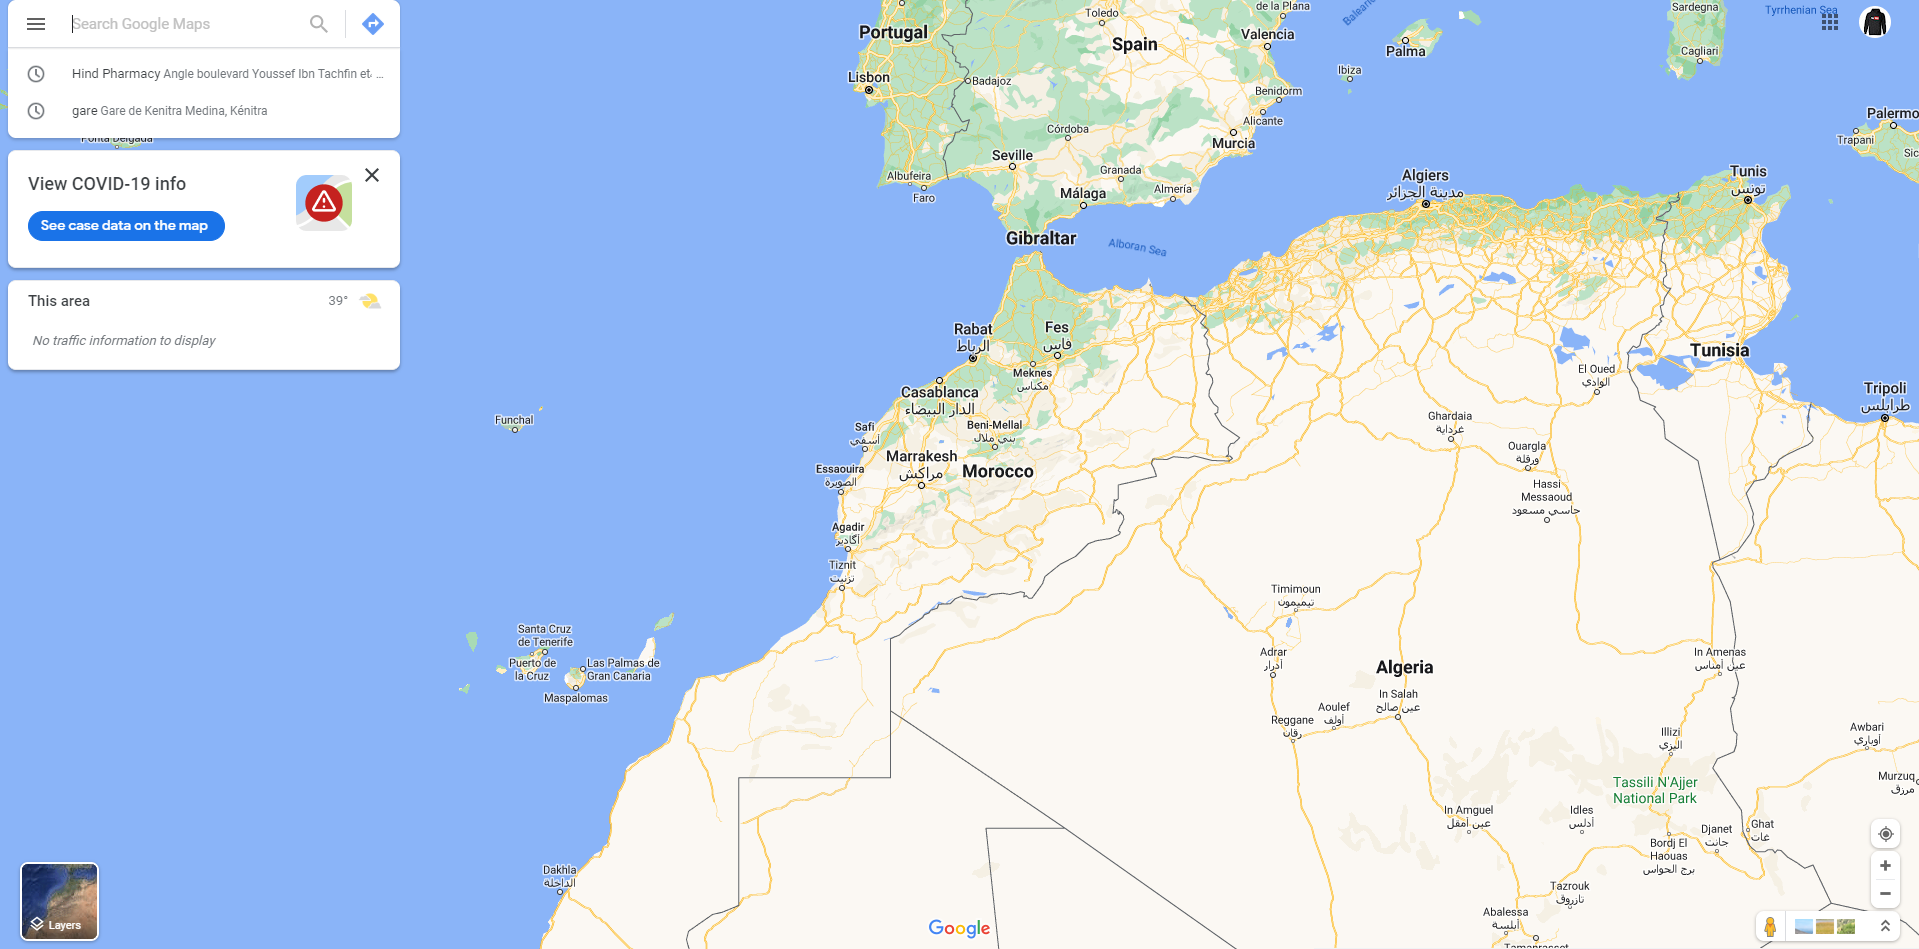 Search Google Maps
Hind Pharmacy Angle boulevard Youssef Ibn Tachfin et ...
gare Gare de Kenitra Medina, Kénitra
Ponta Delgada
View COVID-19 info
See case data on the map
This area
39°
No traffic information to display
de la Plana
Toledo
Portugal
Spain
Valencia
Palma
Sardegna
Tyrrhenian Sea
Cagliari
Lisbon
Badajoz
Ibiza
Benidorm
Alicante
Palermo
Trapani
Sic
Córdoba
Murcia
Seville
Albufeira
Faro
Granada
Málaga
Almería
Algiers
مدينة الجزائر
Tunis
تونس
Gibraltar
Alboran Sea
Rabat
الرباط
Fes
فاس
Meknes
مكناس
Tunisia
El Oued
الوادي
Casablanca
الدار البيضاء
Tripoli
طرابلس
Funchal
Safi
آسفي
Beni-Mellal
بني ملال
Ghardaia
غرداية
Marrakesh
مراكش
Morocco
Ouargla
ورقلة
Essaouira
الصويرة
Hassi
Messaoud
حاسي مسعود
Agadir
أكادير
Tiznit
تزنيت
Timimoun
تيميمون
Santa Cruz
de Tenerife
Puerto de
la Cruz
Las Palmas de
Gran Canaria
Maspalomas
Adrar
أدرار
Algeria
In Amenas
عين أمناس
In Salah
عين صالح
Aoulef
أولف
Reggane
رقان
Illizi
اليزي
Awbari
أوباري
Murzuq
مرزق
Tassili N'Ajjer
National Park
In Amguel
عين أمقل
Idles
أدلس
Djanet
جانت
Ghat
غات
Bordj El
Haouas
برج الحواس
Dakhla
الداخلة
Tazrouk
تازروك
Abalessa
أبلسة
Tamanrasset
Layers
Google